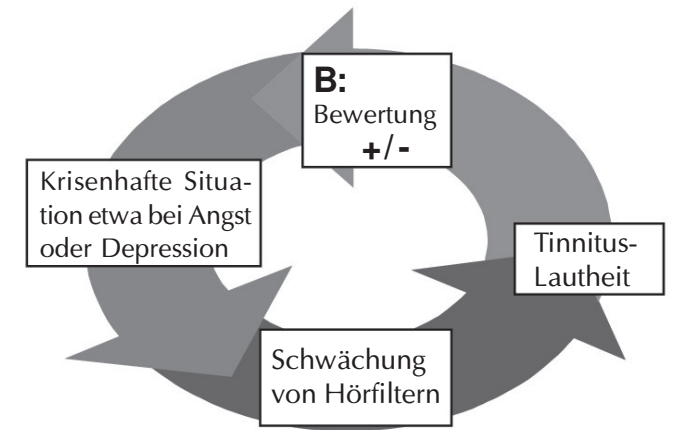 B:
Bewertung
+/-
Krisenhafte Situa-
tion etwa bei Angst
oder Depression
Tinnitus-
Lautheit
Schwächung
von Hörfiltern